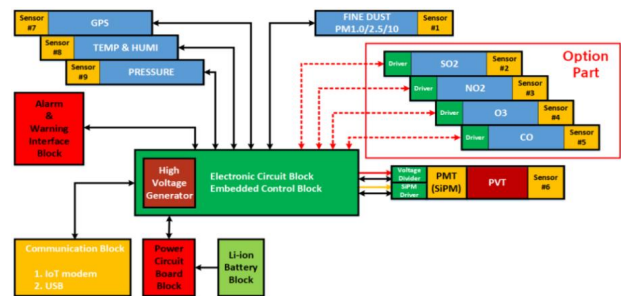 Sensor
#7
GPS
Sensor
#8
TEMP & HUMI
Sensor
#9
PRESSURE
FINE DUST
PM1.0/2.5/10
Sensor
#1
Option
Part
Driver
SO2
Sensor
#2
Driver
NO2
Sensor
#3
Driver
O3
Sensor
#4
Driver
CO
Sensor
#5
Alarm
&
Warning
Interface
Block
High
Voltage
Generator
Electronic Circuit Block
Embedded Control Block
Voltage
Divider
SiPM
Driver
PMT
(SiPM)
PVT
Sensor
#6
Communication Block
1. IoT modem
2. USB
Power
Circuit
Board
Block
Li-ion
Battery
Block